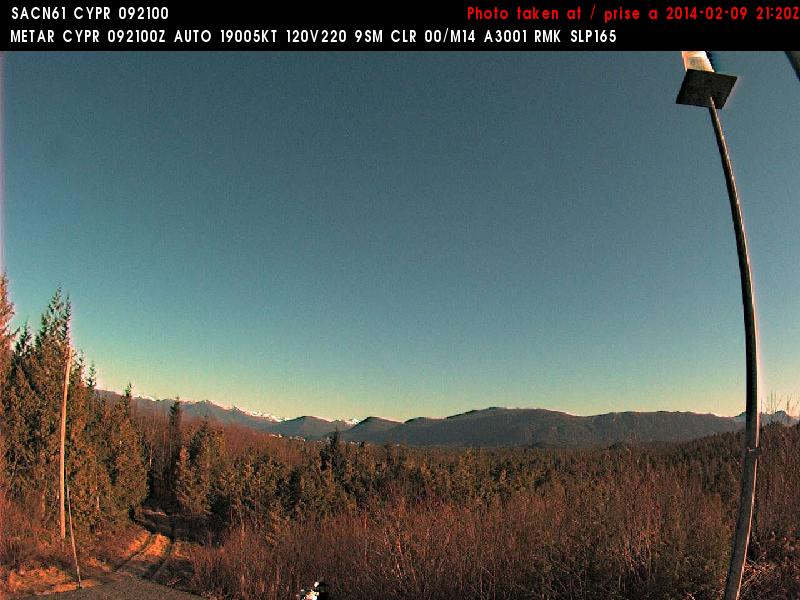 SACN61 CYPR 092100
Photo taken at / prise a 2014-02-09 21:20Z
METAR CYPR 092100Z AUTO 19005KT 120V220 9SM CLR 00/M14 A3001 RMK SLP165